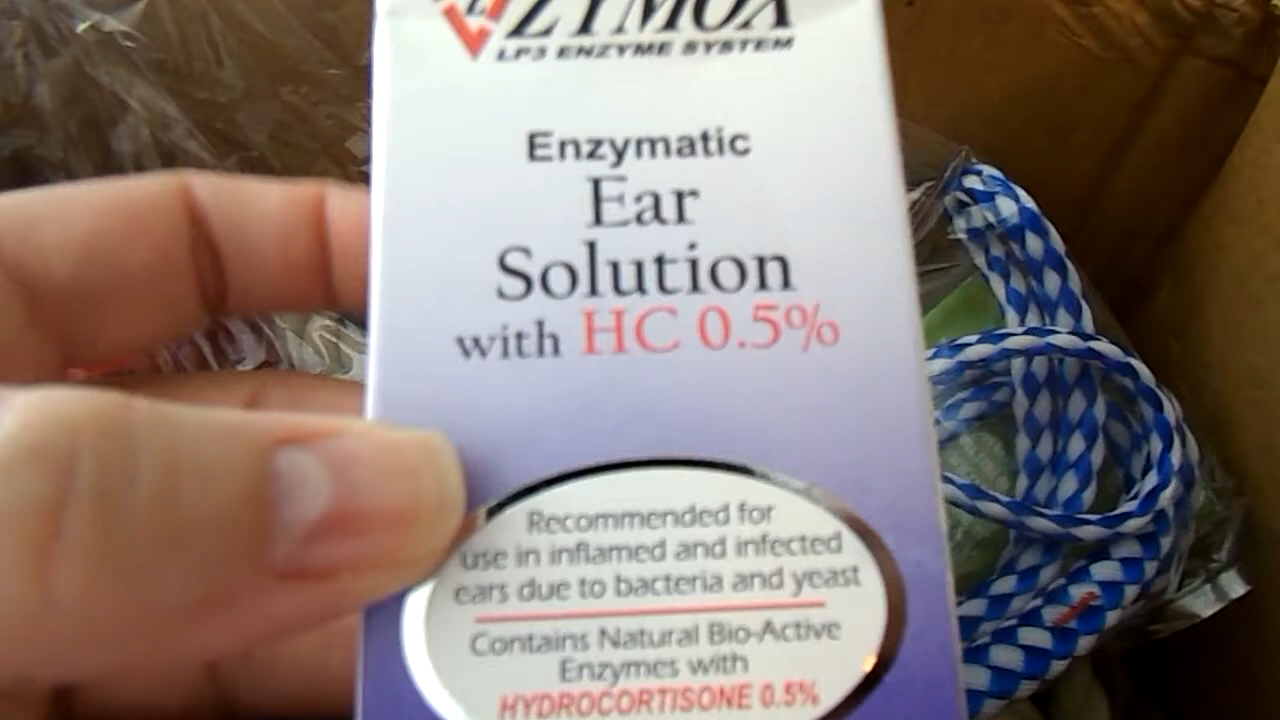 ZYMOX
LP3 ENZYME SYSTEM
Enzymatic
Ear
Solution
with HC 0.5%
Recommended for
use in inflamed and infected
ears due to bacteria and yeast
Contains Natural Bio-Active
Enzymes with
HYDROCORTISONE 0.5%